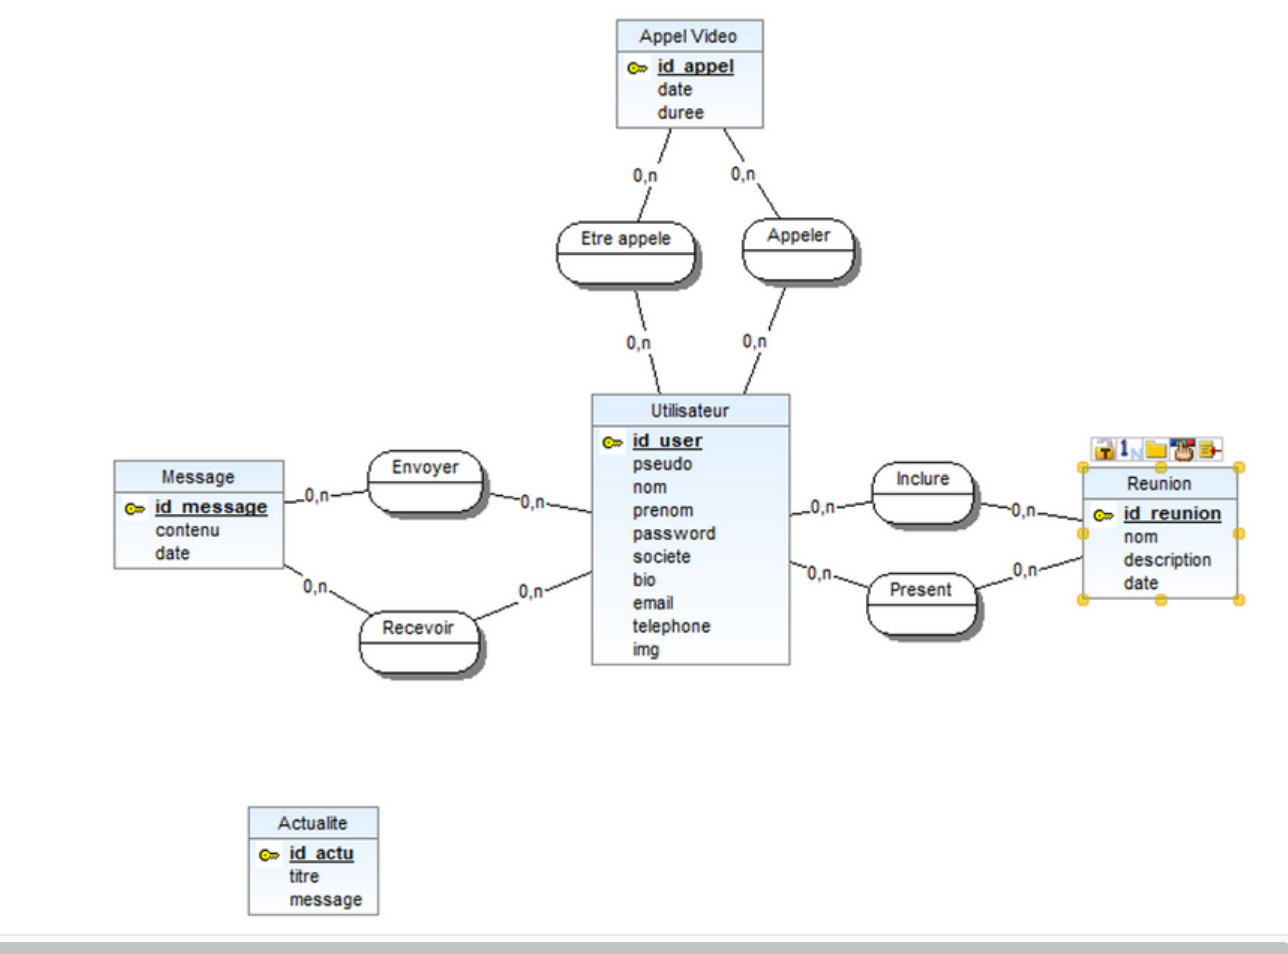 Appel Video
id_appel
date
duree
0,n
0,n
Etre appele
Appeler
0,n
0,n
Utilisateur
id_user
pseudo
nom
prenom
password
societe
bio
email
telephone
img
Message
id_message
contenu
date
0,n
Envoyer
0,n
0,n
Recevoir
0,n
0,n
Inclure
0,n
0,n
Present
0,n
1 N
Reunion
id_reunion
nom
description
date
Actualite
id_actu
titre
message